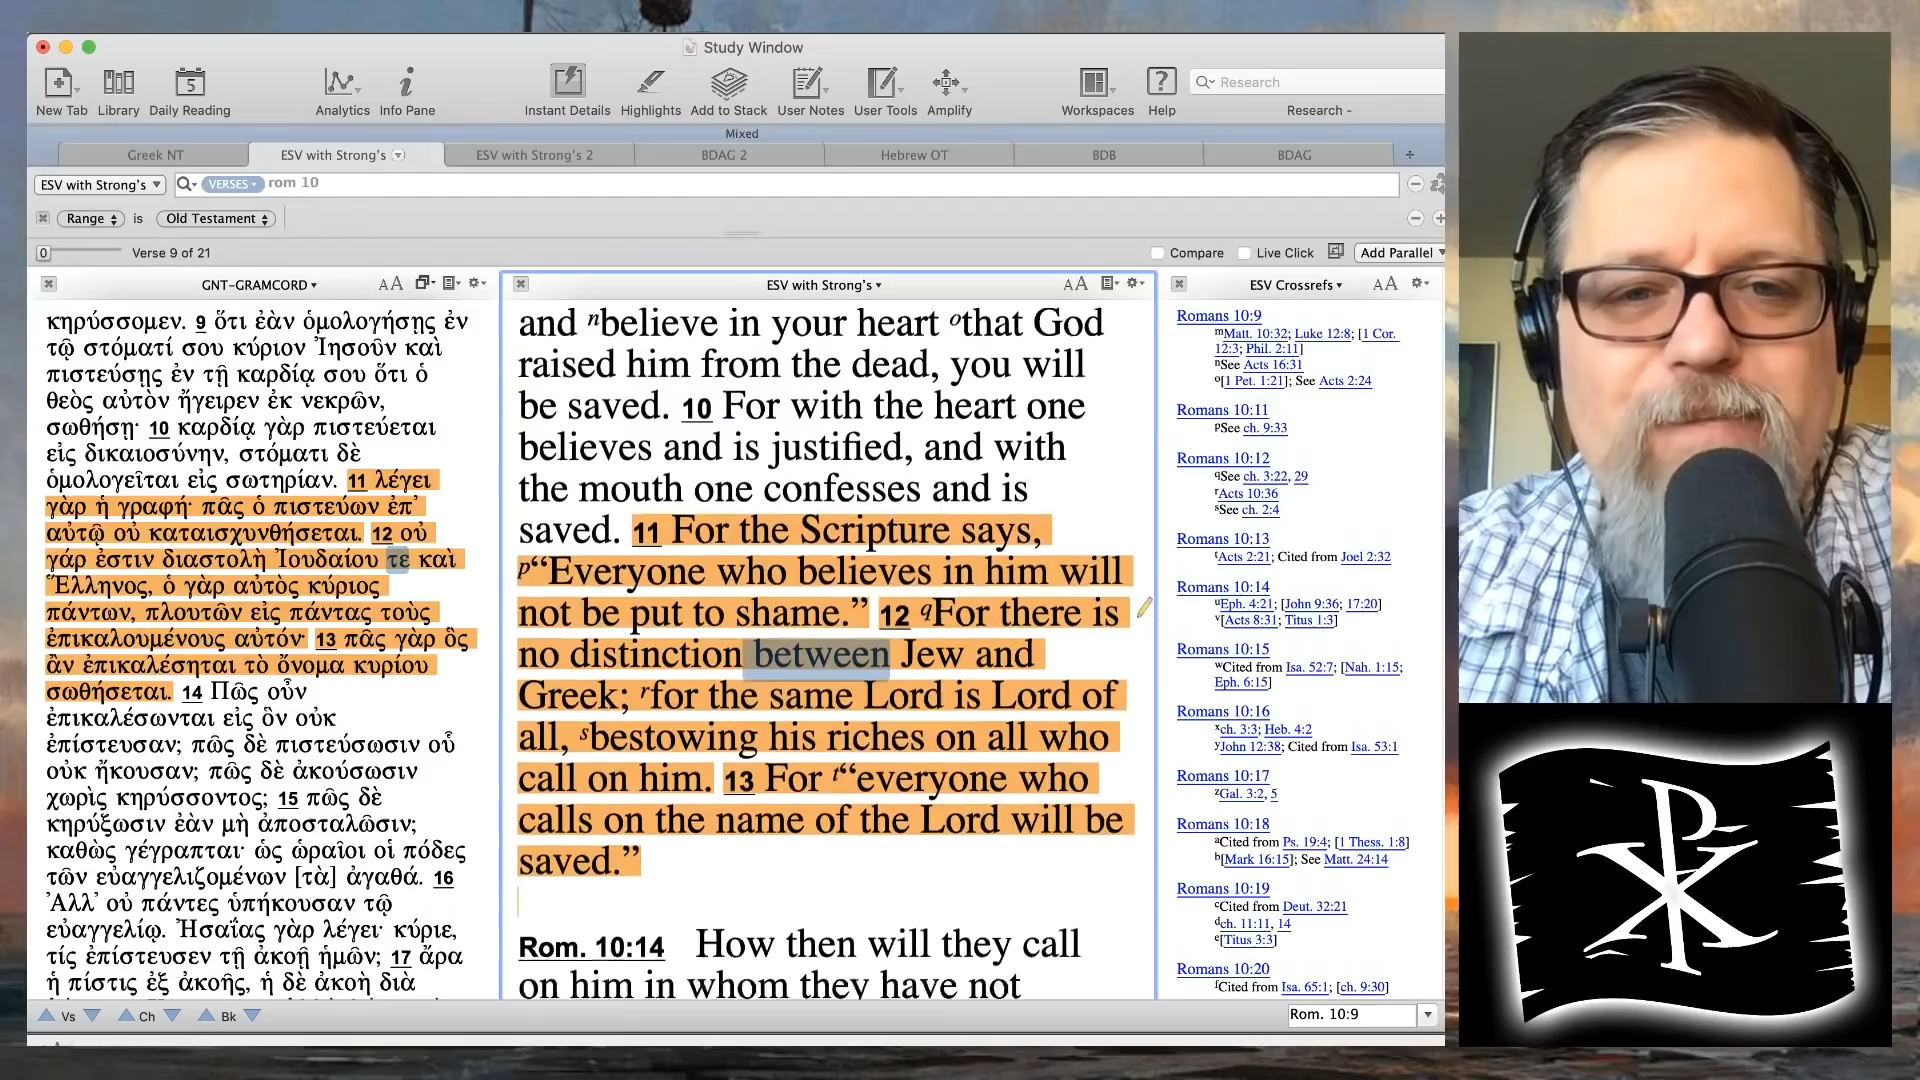 Study Window
New Tab
Library
5
Daily Reading
Analytics
Info Pane
Instant Details
Highlights
Add to Stack
User Notes
User Tools
Amplify
Workspaces
Help
Research
Research -
Mixed
Greek NT
ESV with Strong's
ESV with Strong's 2
BDAG 2
Hebrew OT
BDB
BDAG
ESV with Strong's
VERSES
rom 10
Range
is
Old Testament
0
Verse 9 of 21
Compare
Live Click
Add Parallel
GNT-GRAMCORD
κηρύσσομεν. 9 ὅτι ἐὰν ὁμολογήσῃς ἐν
τῷ στόματί σου κύριον Ἰησοῦν καὶ
πιστεύσῃς ἐν τῇ καρδίᾳ σου ὅτι ὁ
θεὸς αὐτὸν ἤγειρεν ἐκ νεκρῶν,
σωθήσῃ· 10 καρδίᾳ γὰρ πιστεύεται
εἰς δικαιοσύνην, στόματι δὲ
ὁμολογεῖται εἰς σωτηρίαν. 11 λέγει
γὰρ ἡ γραφή· πᾶς ὁ πιστεύων ἐπ’
αὐτῷ οὐ καταισχυνθήσεται. 12 οὐ
γάρ ἐστιν διαστολὴ Ἰουδαίου τε καὶ
Ἕλληνος, ὁ γὰρ αὐτὸς κύριος
πάντων, πλουτῶν εἰς πάντας τοὺς
ἐπικαλουμένους αὐτόν· 13 πᾶς γὰρ ὃς
ἂν ἐπικαλέσηται τὸ ὄνομα κυρίου
σωθήσεται. 14 Πῶς οὖν
ἐπικαλέσωνται εἰς ὃν οὐκ
ἐπίστευσαν; πῶς δὲ πιστεύσωσιν οὗ
οὐκ ἤκουσαν; πῶς δὲ ἀκούσωσιν
χωρὶς κηρύσσοντος; 15 πῶς δὲ
κηρύξωσιν ἐὰν μὴ ἀποσταλῶσιν;
καθὼς γέγραπται· ὡς ὡραῖοι οἱ πόδες
τῶν εὐαγγελιζομένων [τὰ] ἀγαθά. 16
Ἀλλ’ οὐ πάντες ὑπήκουσαν τῷ
εὐαγγελίῳ. Ἠσαΐας γὰρ λέγει· κύριε,
τίς ἐπίστευσεν τῇ ἀκοῇ ἡμῶν; 17 ἄρα
ἡ πίστις ἐξ ἀκοῆς, ἡ δὲ ἀκοὴ διὰ
ESV with Strong's
and nbelieve in your heart othat God
raised him from the dead, you will
be saved. 10 For with the heart one
believes and is justified, and with
the mouth one confesses and is
saved. 11 For the Scripture says,
p“Everyone who believes in him will
not be put to shame.” 12 qFor there is
no distinction between Jew and
Greek; rfor the same Lord is Lord of
all, sbestowing his riches on all who
call on him. 13 For t“everyone who
calls on the name of the Lord will be
saved.”
Rom. 10:14 How then will they call
on him in whom they have not
ESV Crossrefs
Romans 10:9
mMatt. 10:32; Luke 12:8; [1 Cor.
12:3; Phil. 2:11]
nSee Acts 16:31
o[1 Pet. 1:21]; See Acts 2:24
Romans 10:11
pSee ch. 9:33
Romans 10:12
qSee ch. 3:22, 29
rActs 10:36
sSee ch. 2:4
Romans 10:13
tActs 2:21; Cited from Joel 2:32
Romans 10:14
uEph. 4:21; [John 9:36; 17:20]
v[Acts 8:31; Titus 1:3]
Romans 10:15
wCited from Isa. 52:7; [Nah. 1:15;
Eph. 6:15]
Romans 10:16
xch. 3:3; Heb. 4:2
yJohn 12:38; Cited from Isa. 53:1
Romans 10:17
zGal. 3:2, 5
Romans 10:18
aCited from Ps. 19:4; [1 Thess. 1:8]
b[Mark 16:15]; See Matt. 24:14
Romans 10:19
cCited from Deut. 32:21
dch. 11:11, 14
e[Titus 3:3]
Romans 10:20
fCited from Isa. 65:1; [ch. 9:30]
Vs
Ch
Bk
Rom. 10:9